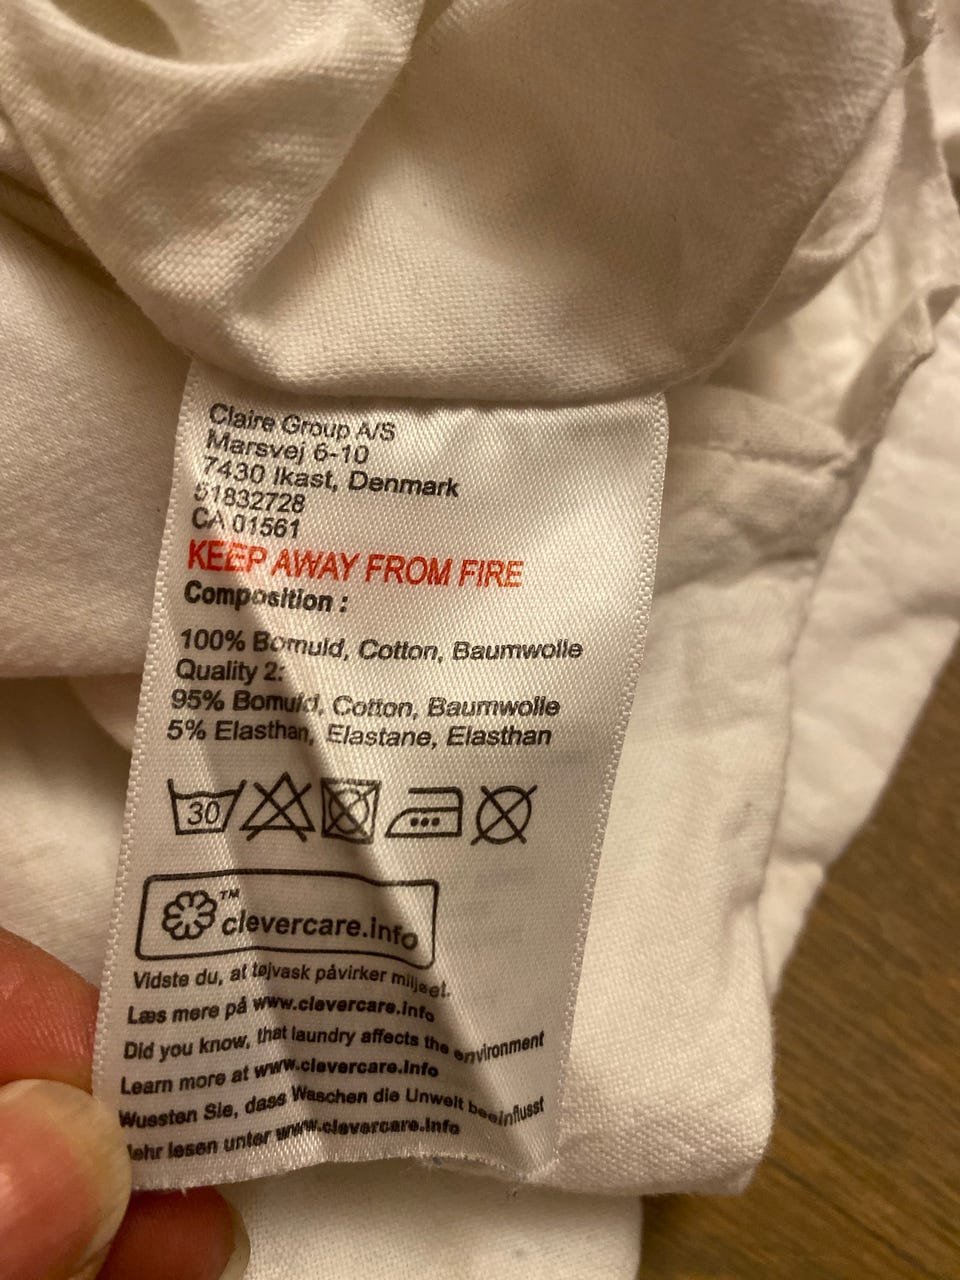 Claire Group A/S
Marsvej 6-10
7430 Ikast, Denmark
51832728
CA 01561
KEEP AWAY FROM FIRE
Composition :
100% Bomuld, Cotton, Baumwolle
Quality 2:
95% Bomuld, Cotton, Baumwolle
5% Elasthan, Elastane, Elasthan
30
clevercare.info™
Vidste du, at tøjvask påvirker miljøet.
Læs mere på www.clevercare.info
Did you know, that laundry affects the environment
Learn more at www.clevercare.info
Wussten Sie, dass Waschen die Umwelt beeinflusst
lehr lesen unter www.clevercare.info